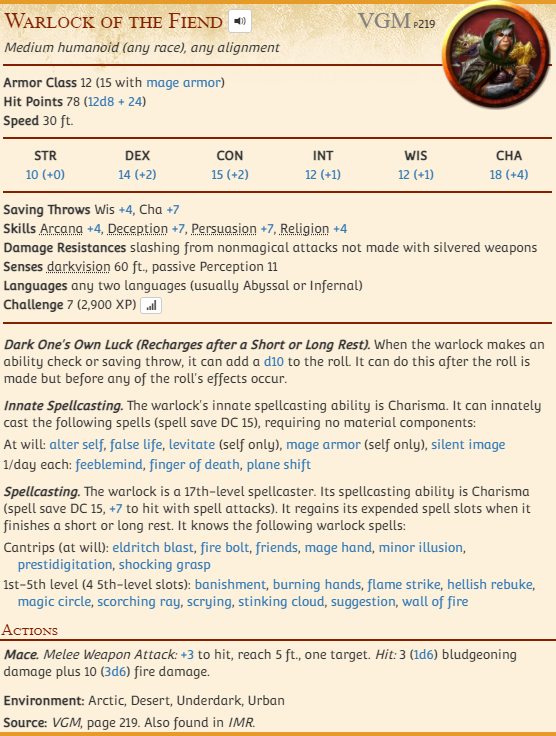 Warlock of the Fiend VGM p219
Medium humanoid (any race), any alignment
Armor Class 12 (15 with mage armor)
Hit Points 78 (12d8 + 24)
Speed 30 ft.
STR DEX CON INT WIS CHA
10 (+0) 14 (+2) 15 (+2) 12 (+1) 12 (+1) 18 (+4)
Saving Throws Wis +4, Cha +7
Skills Arcana +4, Deception +7, Persuasion +7, Religion +4
Damage Resistances slashing from nonmagical attacks not made with silvered weapons
Senses darkvision 60 ft., passive Perception 11
Languages any two languages (usually Abyssal or Infernal)
Challenge 7 (2,900 XP)
Dark One's Own Luck (Recharges after a Short or Long Rest). When the warlock makes an
ability check or saving throw, it can add a d10 to the roll. It can do this after the roll is
made but before any of the roll's effects occur.
Innate Spellcasting. The warlock's innate spellcasting ability is Charisma. It can innately
cast the following spells (spell save DC 15), requiring no material components:
At will: alter self, false life, levitate (self only), mage armor (self only), silent image
1/day each: feeblemind, finger of death, plane shift
Spellcasting. The warlock is a 17th-level spellcaster. Its spellcasting ability is Charisma
(spell save DC 15, +7 to hit with spell attacks). It regains its expended spell slots when it
finishes a short or long rest. It knows the following warlock spells:
Cantrips (at will): eldritch blast, fire bolt, friends, mage hand, minor illusion,
prestidigitation, shocking grasp
1st–5th level (4 5th-level slots): banishment, burning hands, flame strike, hellish rebuke,
magic circle, scorching ray, scrying, stinking cloud, suggestion, wall of fire
Actions
Mace. Melee Weapon Attack: +3 to hit, reach 5 ft., one target. Hit: 3 (1d6) bludgeoning
damage plus 10 (3d6) fire damage.
Environment: Arctic, Desert, Underdark, Urban
Source: VGM, page 219. Also found in IMR.